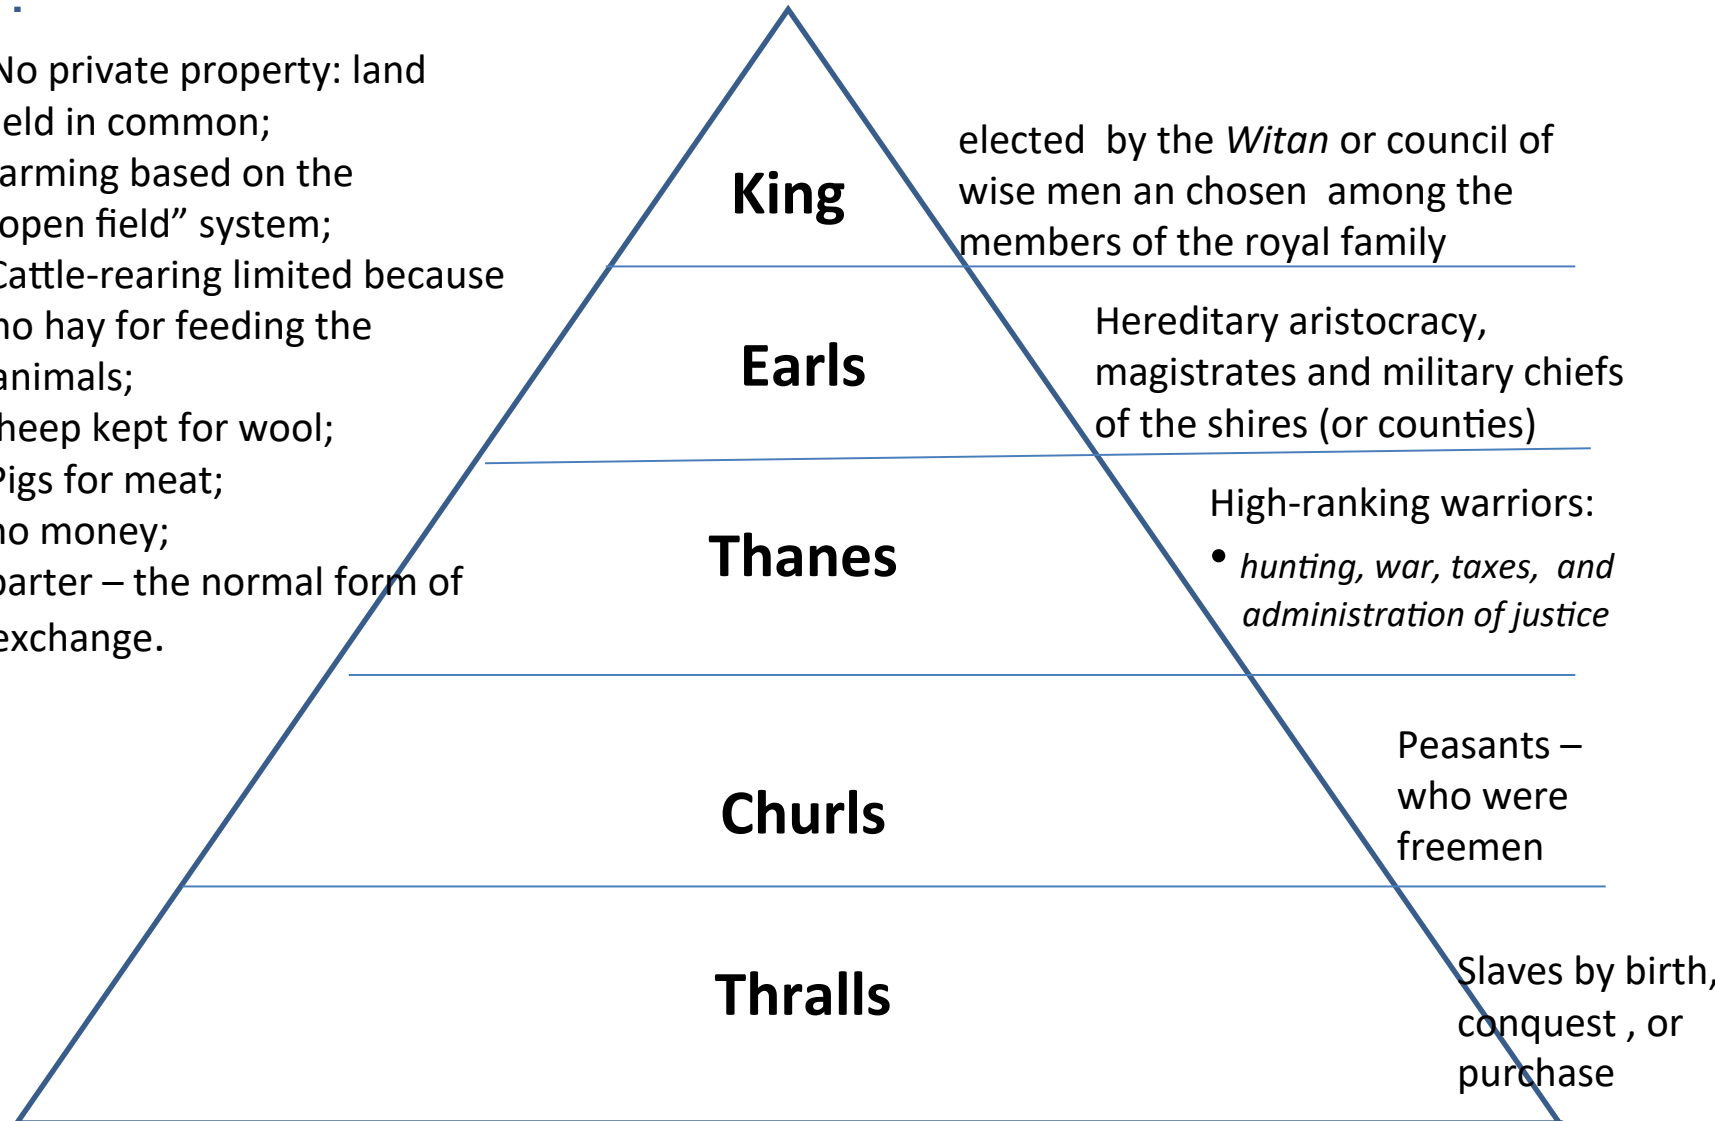 No private property: land
eld in common;
arming based on the
open field” system;
Cattle-rearing limited because
no hay for feeding the
animals;
heep kept for wool;
Pigs for meat;
no money;
barter – the normal form of
exchange.
King
elected by the Witan or council of
wise men an chosen among the
members of the royal family
Earls
Hereditary aristocracy,
magistrates and military chiefs
of the shires (or counties)
Thanes
High-ranking warriors:
• hunting, war, taxes, and
administration of justice
Churls
Peasants –
who were
freemen
Thralls
Slaves by birth,
conquest , or
purchase